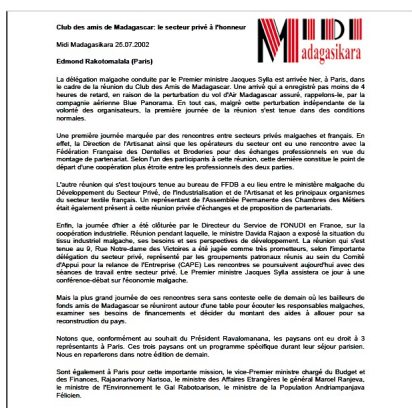 Club des amis de Madagascar: le secteur privé à l'honneur
MIDI
Madagasikara
Midi Madagasikara 26.07.2002
Edmond Rakotomalala (Paris)
La délégation malgache conduite par le Premier ministre Jacques Sylla est arrivée hier, à Paris, dans
le cadre de la réunion du Club des Amis de Madagascar. Une arrivé qui a enregistré pas moins de 4
heures de retard, en raison de la perturbation du vol d'Air Madagascar assuré, rappelons-le, par la
compagnie aérienne Blue Panorama. En tout cas, malgré cette perturbation indépendante de la
volonté des organisateurs, la première journée de la réunion s'est tenue dans des conditions
normales.
Une première journée marquée par des rencontres entre secteurs privés malgaches et français. En
effet, la Direction de l'Artisanat ainsi que les opérateurs du secteur ont eu une rencontre avec la
Fédération Française des Dentelles et Broderies pour des échanges professionnels en vue du
montage de partenariat. Selon l'un des participants à cette réunion, cette dernière constitue le point de
départ d'une coopération plus étroite entre les professionnels des deux parties.
L'autre réunion qui s'est toujours tenue au bureau de FFDB a eu lieu entre le ministère malgache du
Développement du Secteur Privé, de l'Industrialisation et de l'Artisanat et les principaux organismes
du secteur textile français. Un représentant de l'Assemblée Permanente des Chambres des Métiers
était également présent à cette réunion privée d'échanges et de proposition de partenariats.
Enfin, la journée d'hier a été clôturée par le Directeur du Service de l'ONUDI en France, sur la
coopération industrielle. Réunion pendant laquelle, le ministre Davida Rajaon a exposé la situation du
tissu industriel malgache, ses besoins et ses perspectives de développement. La réunion qui s'est
tenue au 9, Rue Notre-dame des Victoires a été jugée comme très prometteurs, selon l'importante
délégation du secteur privé, représenté par les groupements patronaux réunis au sein du Comité
d'Appui pour la relance de l'Entreprise (CAPE) Les rencontres se poursuivaient aujourd'hui avec des
séances de travail entre secteur privé. Le Premier ministre Jacques Sylla assistera ce jour à une
conférence-débat sur l'économie malgache.
Mais la plus grand journée de ces rencontres sera sans conteste celle de demain où les bailleurs de
fonds amis de Madagascar se réuniront autour d'une table pour écouter les responsables malgaches,
examiner ses besoins de financements et décider du montant des aides à allouer pour sa
reconstruction du pays.
Notons que, conformément au souhait du Président Ravalomanana, les paysans ont eu droit à 3
représentants à Paris. Ces trois paysans ont un programme spécifique durant leur séjour parisien.
Nous en reparlerons dans notre édition de demain.
Sont également à Paris pour cette importante mission, le vice-Premier ministre chargé du Budget et
des Finances, Rajaonarivony Narisoa, le ministre des Affaires Etrangères le général Marcel Ranjeva,
le ministre de l'Environnement le Gal Rabotoarison, le ministre de la Population Andriampanjava
Félicien.